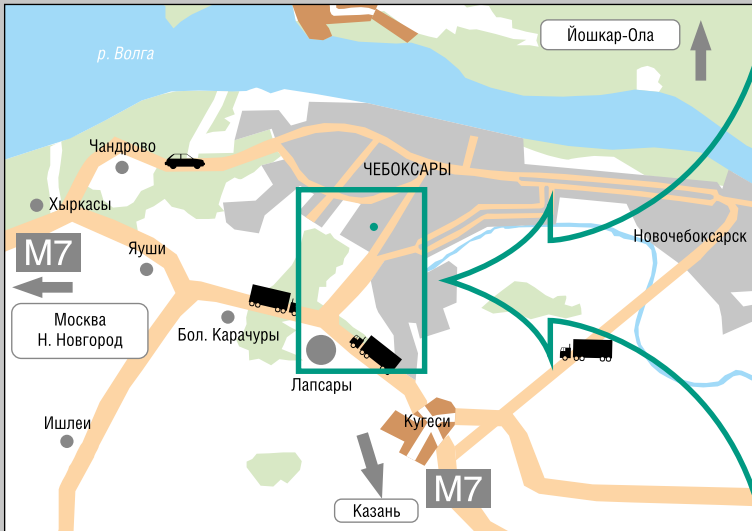 Йошкар-Ола
р. Волга
Чандрово
ЧЕБОКСАРЫ
Хыркасы
Новочебоксарск
М7
Яуши
Москва
Н. Новгород
Бол. Карачуры
Лапсары
Ишлеи
Кугеси
М7
Казань